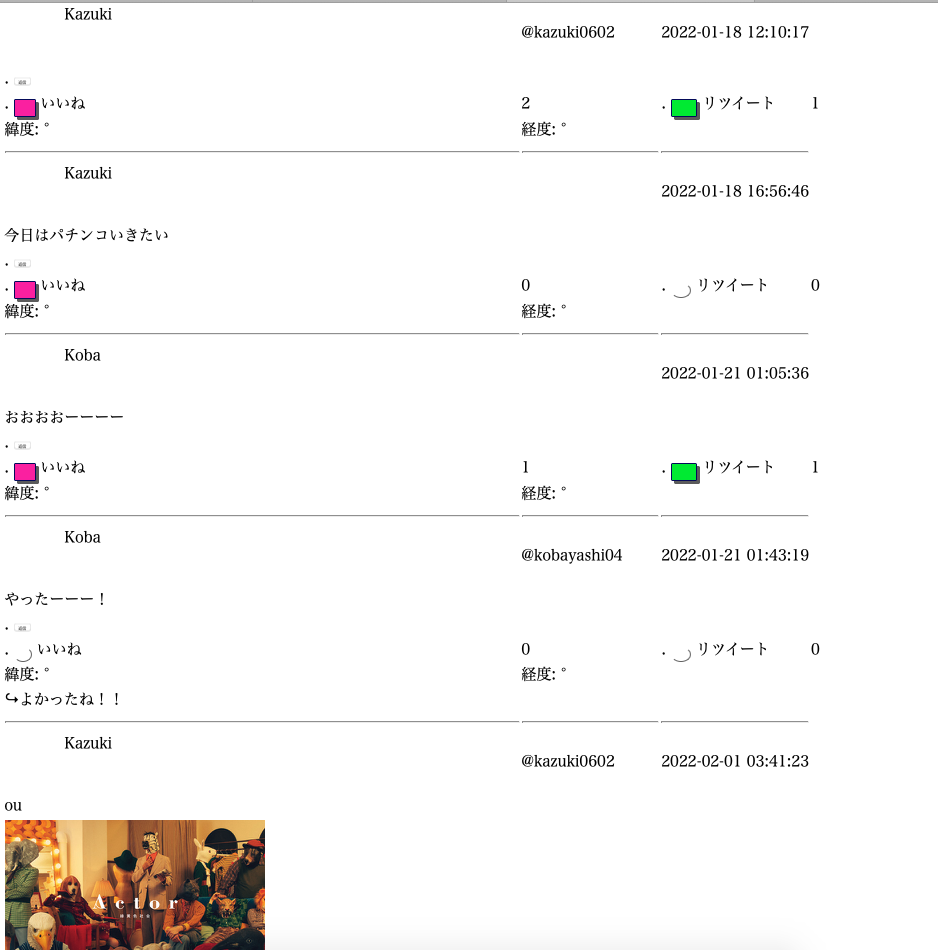 Kazuki
@kazuki0602 2022-01-18 12:10:17
いいね 2 リツイート 1
緯度: ° 経度: °
Kazuki
2022-01-18 16:56:46
今日はパチンコいきたい
いいね 0 リツイート 0
緯度: ° 経度: °
Koba
2022-01-21 01:05:36
おおおおーーーー
いいね 1 リツイート 1
緯度: ° 経度: °
Koba
@kobayashi04 2022-01-21 01:43:19
やったーーー！
いいね 0 リツイート 0
緯度: ° 経度: °
↪よかったね！！
Kazuki
@kazuki0602 2022-02-01 03:41:23
ou
Actor
緑黄色社会